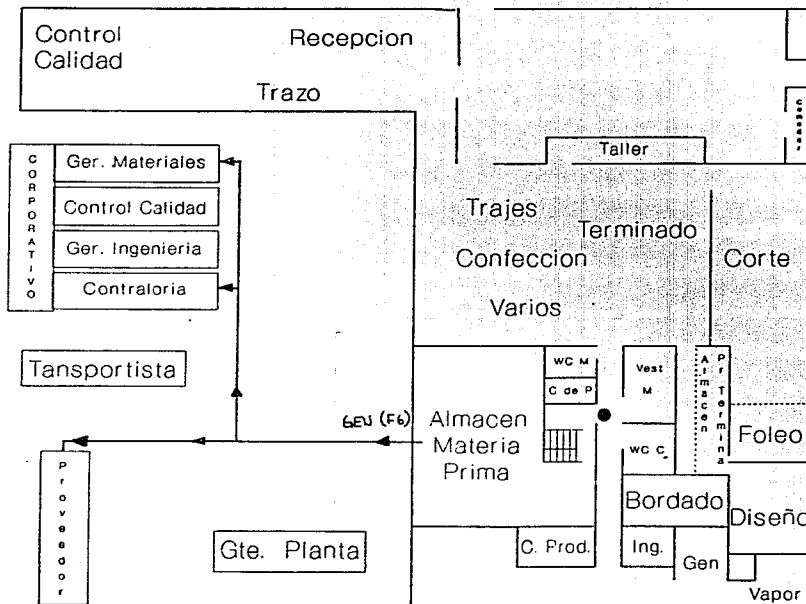 Control
Calidad
Recepcion
Trazo
Comedor
Taller
CORPORATIVO
Ger. Materiales
Control Calidad
Ger. Ingenieria
Contraloria
Trajes
Terminado
Confeccion
Varios
Corte
Tansportista
WC M
C de P
Vest
M
Almacen
Pr Termina
GEN (F6)
Almacen
Materia
Prima
WC C
Foleo
Proveedor
Bordado
Diseño
Gte. Planta
C. Prod.
Ing.
Gen
Vapor